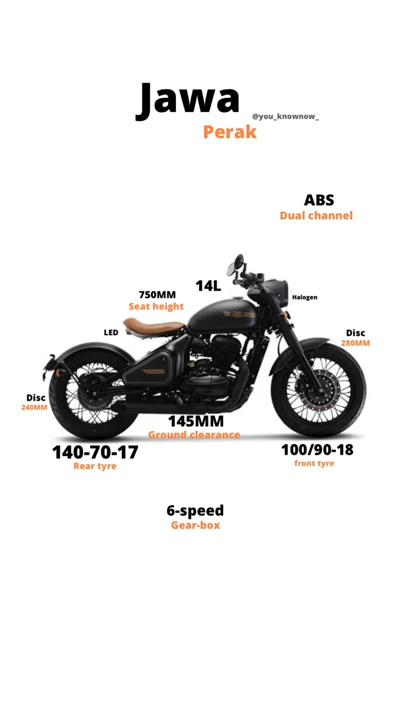 Jawa
@you_knownow_
Perak
ABS
Dual channel
14L
750MM
Seat height
Halogen
LED
Disc
280MM
Disc
240MM
145MM
Ground clearance
140-70-17
Rear tyre
100/90-18
front tyre
6-speed
Gear-box